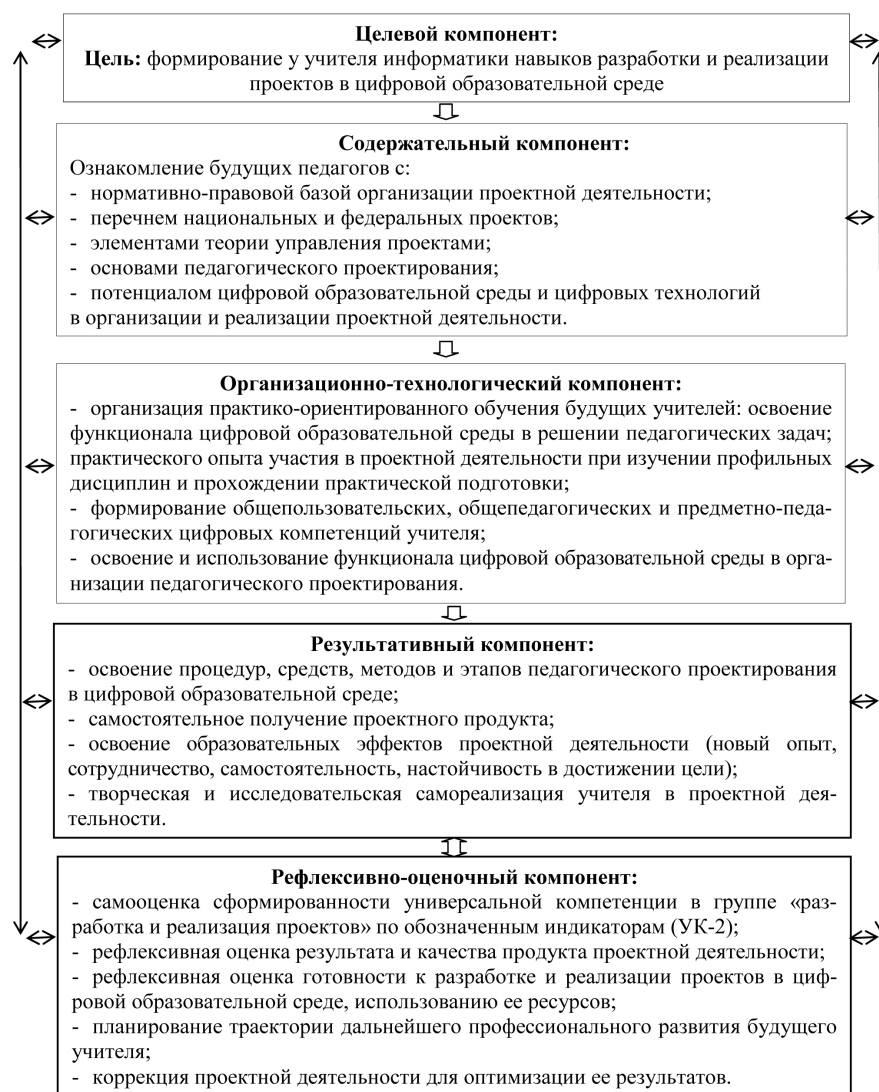 Целевой компонент:
Цель: формирование у учителя информатики навыков разработки и реализации
проектов в цифровой образовательной среде
Содержательный компонент:
Ознакомление будущих педагогов с:
- нормативно-правовой базой организации проектной деятельности;
- перечнем национальных и федеральных проектов;
- элементами теории управления проектами;
- основами педагогического проектирования;
- потенциалом цифровой образовательной среды и цифровых технологий
в организации и реализации проектной деятельности.
Организационно-технологический компонент:
- организация практико-ориентированного обучения будущих учителей: освоение
функционала цифровой образовательной среды в решении педагогических задач;
практического опыта участия в проектной деятельности при изучении профильных
дисциплин и прохождении практической подготовки;
- формирование общепользовательских, общепедагогических и предметно-педа-
гогических цифровых компетенций учителя;
- освоение и использование функционала цифровой образовательной среды в орга-
низации педагогического проектирования.
Результативный компонент:
- освоение процедур, средств, методов и этапов педагогического проектирования
в цифровой образовательной среде;
- самостоятельное получение проектного продукта;
- освоение образовательных эффектов проектной деятельности (новый опыт,
сотрудничество, самостоятельность, настойчивость в достижении цели);
- творческая и исследовательская самореализация учителя в проектной дея-
тельности.
Рефлексивно-оценочный компонент:
- самооценка сформированности универсальной компетенции в группе «раз-
работка и реализация проектов» по обозначенным индикаторам (УК-2);
- рефлексивная оценка результата и качества продукта проектной деятельности;
- рефлексивная оценка готовности к разработке и реализации проектов в циф-
ровой образовательной среде, использованию ее ресурсов;
- планирование траектории дальнейшего профессионального развития будущего
учителя;
- коррекция проектной деятельности для оптимизации ее результатов.